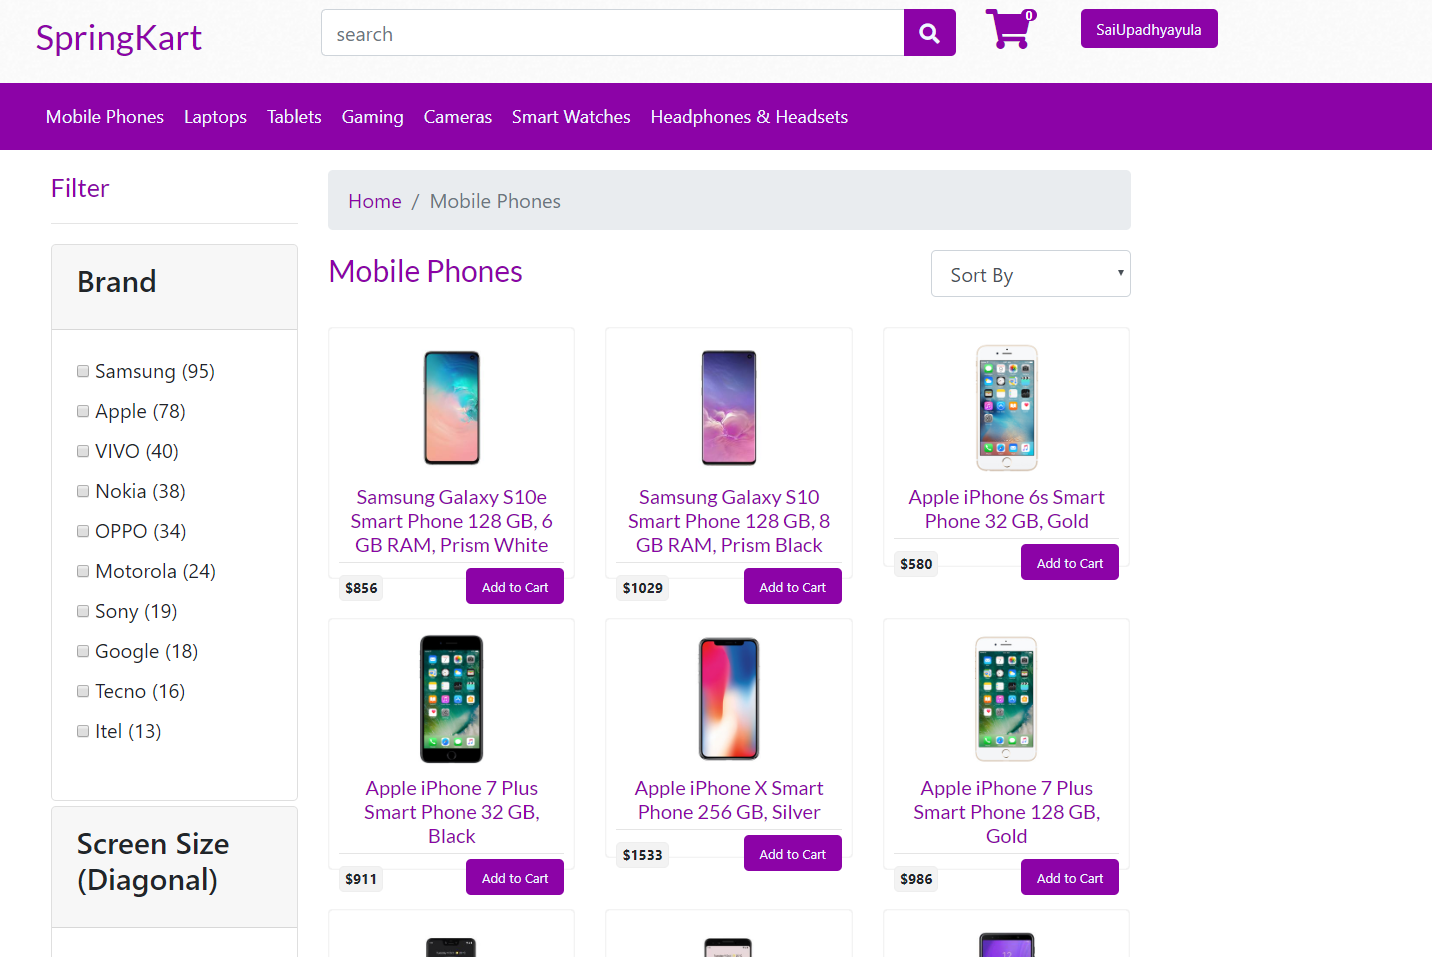 SpringKart
search
0
SaiUpadhyayula
Mobile Phones Laptops Tablets Gaming Cameras Smart Watches Headphones & Headsets
Filter
Home / Mobile Phones
Brand
Mobile Phones
Sort By
Samsung (95)
Apple (78)
VIVO (40)
Nokia (38)
OPPO (34)
Motorola (24)
Sony (19)
Google (18)
Tecno (16)
Itel (13)
Screen Size
(Diagonal)
Samsung Galaxy S10e
Smart Phone 128 GB, 6
GB RAM, Prism White
$856 Add to Cart
Samsung Galaxy S10
Smart Phone 128 GB, 8
GB RAM, Prism Black
$1029 Add to Cart
Apple iPhone 6s Smart
Phone 32 GB, Gold
$580 Add to Cart
Apple iPhone 7 Plus
Smart Phone 32 GB,
Black
$911 Add to Cart
Apple iPhone X Smart
Phone 256 GB, Silver
$1533 Add to Cart
Apple iPhone 7 Plus
Smart Phone 128 GB,
Gold
$986 Add to Cart